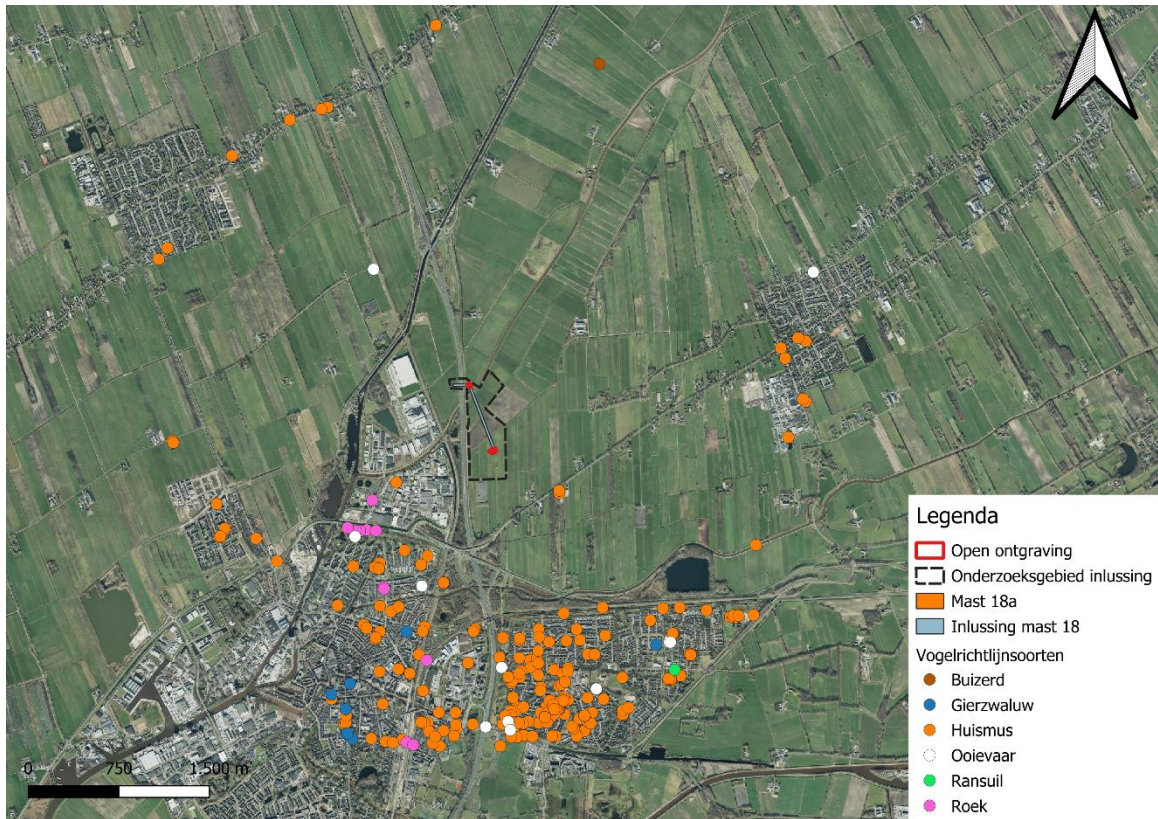 0 750 1.500 m
Legenda
Open ontgraving
Onderzoeksgebied inlussing
Mast 18a
Inlussing mast 18
Vogelrichtlijnsoorten
Buizerd
Gierzwaluw
Huismus
Ooievaar
Ransuil
Roek